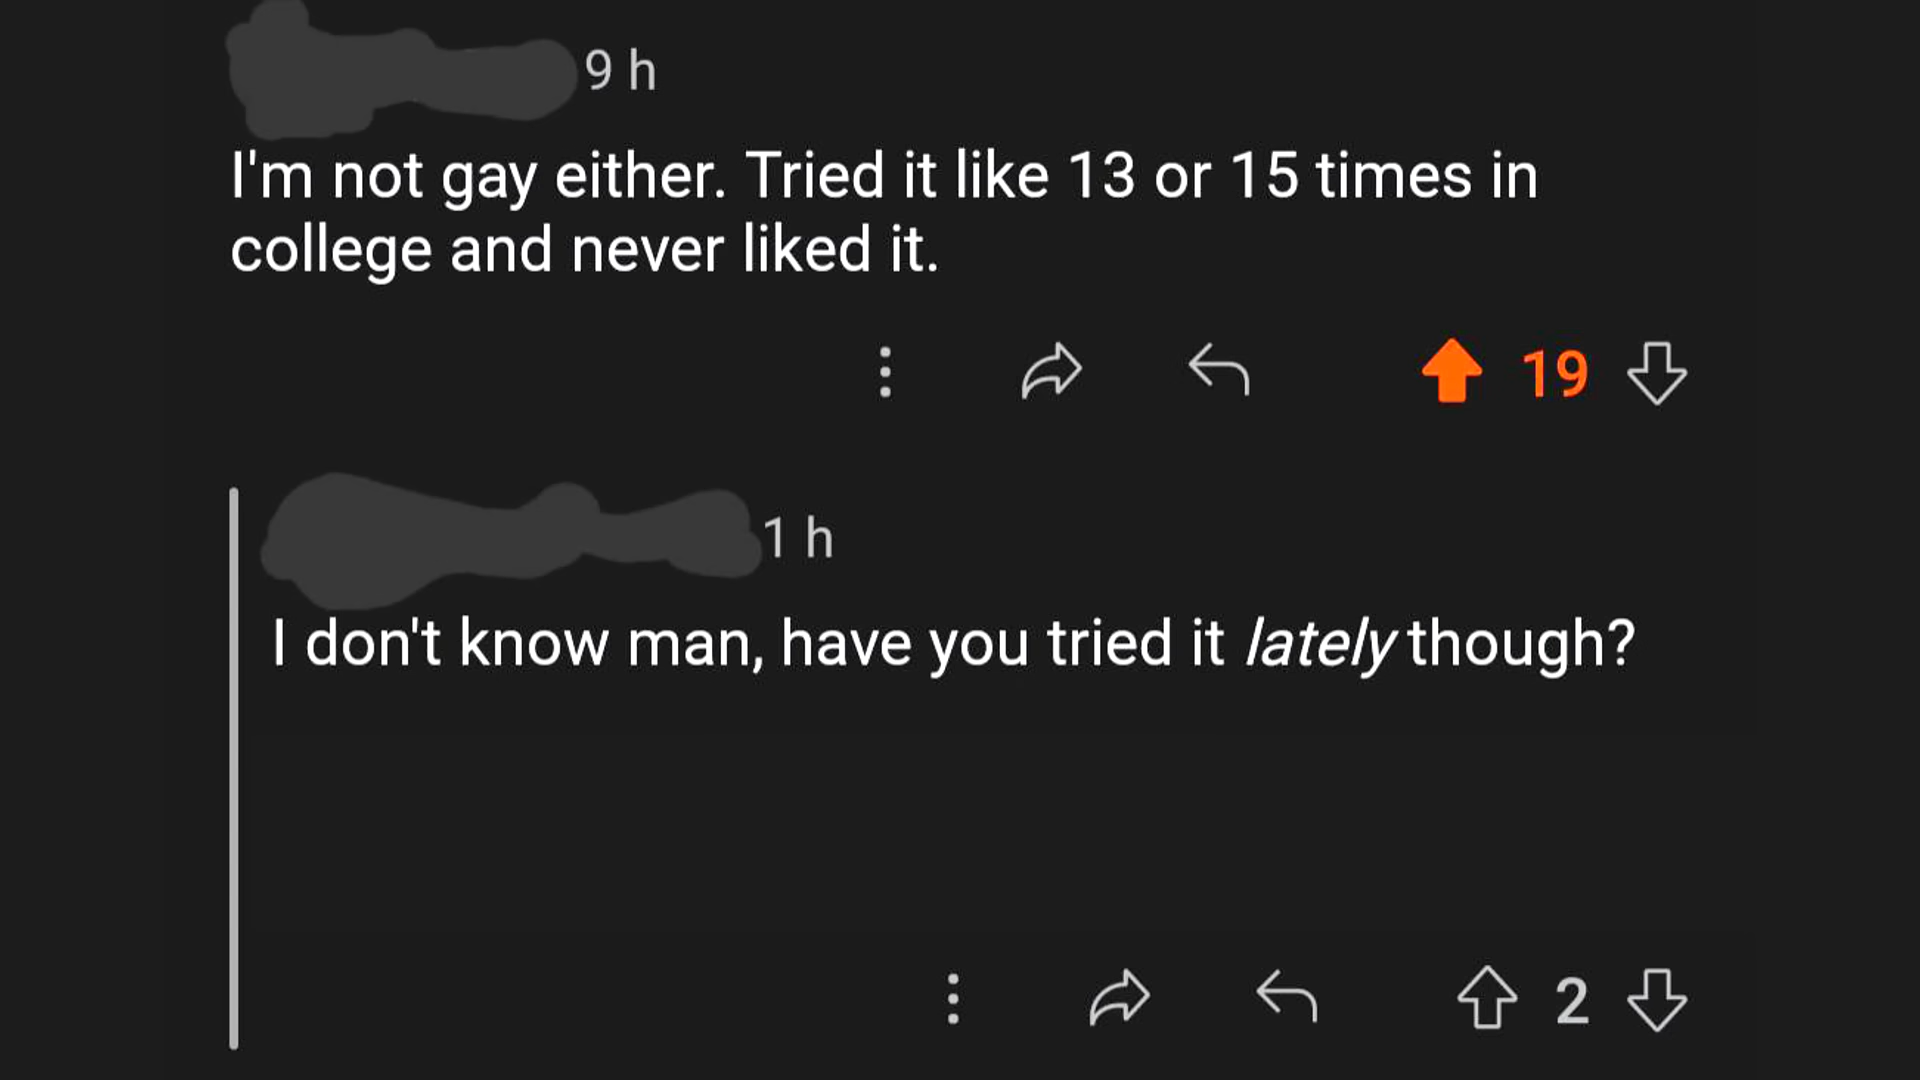 9 h
I'm not gay either. Tried it like 13 or 15 times in
college and never liked it.
19
1 h
I don't know man, have you tried it lately though?
2